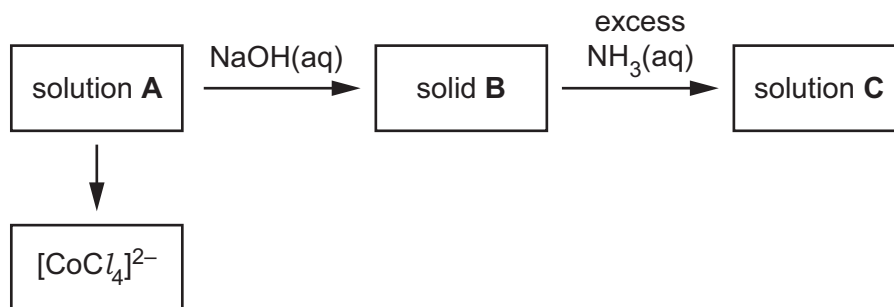 excess
NaOH(aq) NH₃(aq)
solution A solid B solution C
[CoCl₄]²⁻